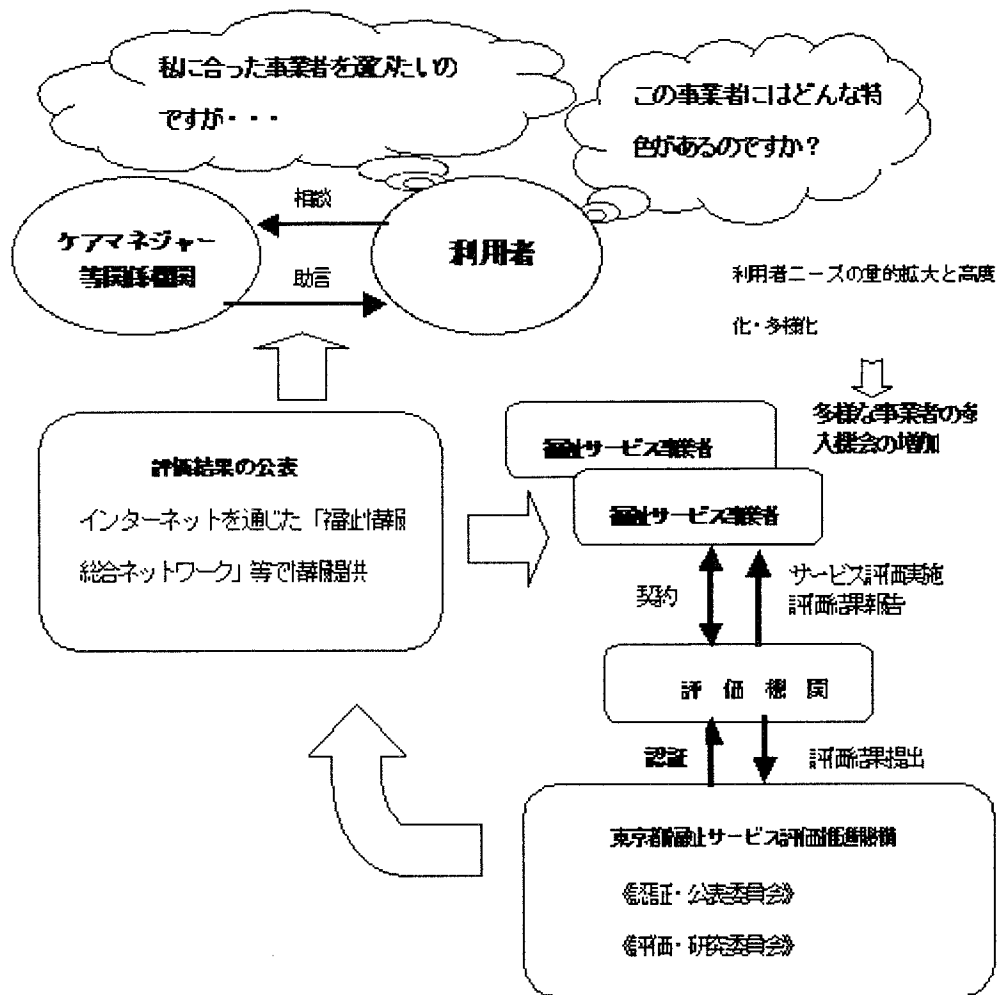 私に合った事業者を選びたいの
ですが・・・
この事業者にはどんな特
色があるのですか？
相談
ケアマネジャー
等関係機関
利用者
助言
利用者ニーズの量的拡大と高度
化・多様化
多様な事業者の参
入機会の増加
福祉サービス事業者
福祉サービス事業者
評価結果の公表
インターネットを通じた「福祉情報
総合ネットワーク」等で情報提供
契約
サービス評価実施
評価結果報告
評 価 機 関
認証
評価結果提出
東京都福祉サービス評価推進機構
《認証・公表委員会》
《評価・研究委員会》